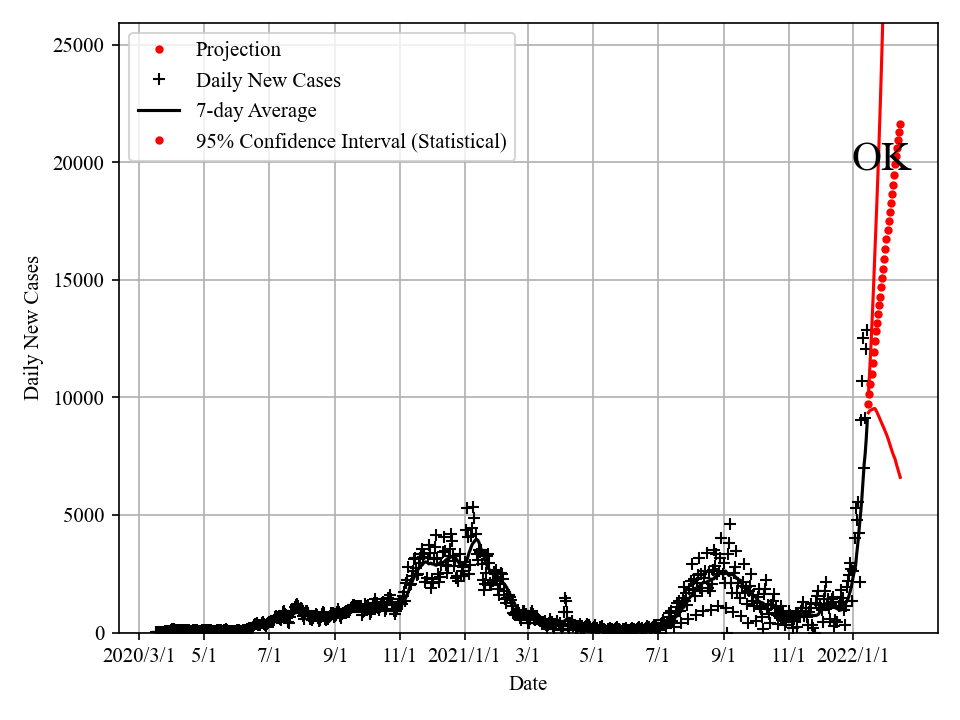 25000
20000
15000
10000
5000
0
Daily New Cases
Projection
Daily New Cases
7-day Average
95% Confidence Interval (Statistical)
OK
2020/3/1 5/1 7/1 9/1 11/1 2021/1/1 3/1 5/1 7/1 9/1 11/1 2022/1/1
Date